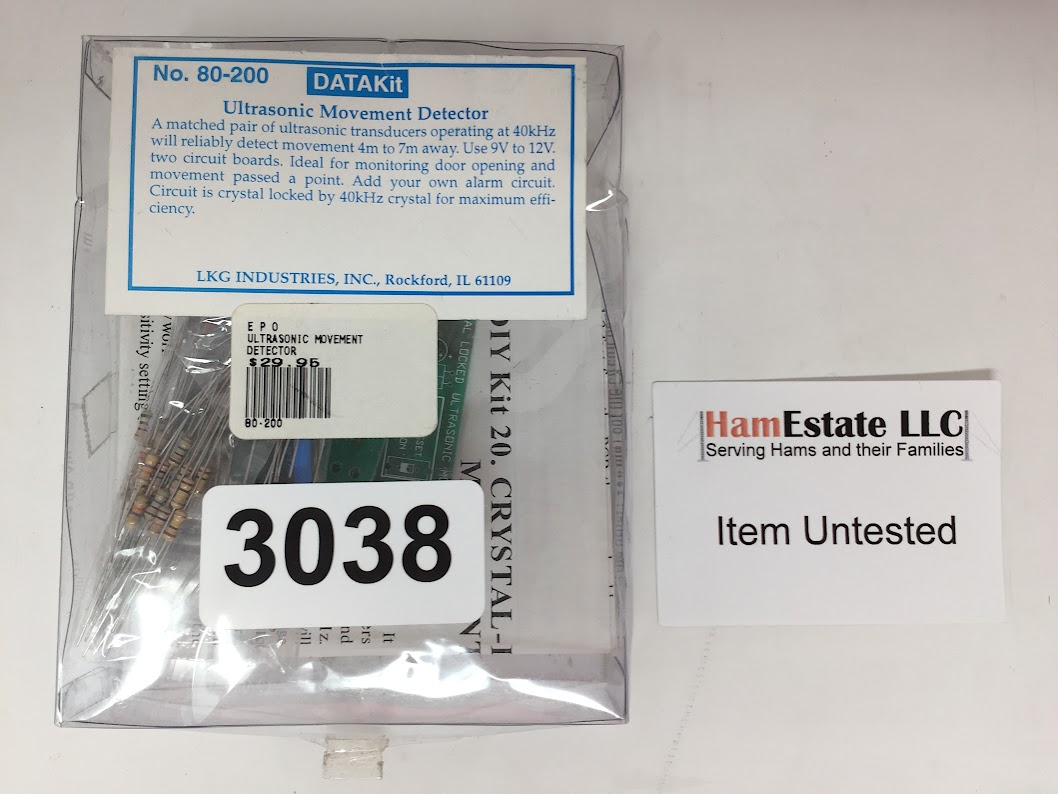 No. 80-200 DATAKit
Ultrasonic Movement Detector
A matched pair of ultrasonic transducers operating at 40kHz
will reliably detect movement 4m to 7m away. Use 9V to 12V.
two circuit boards. Ideal for monitoring door opening and
movement passed a point. Add your own alarm circuit.
Circuit is crystal locked by 40kHz crystal for maximum effi-
ciency.
LKG INDUSTRIES, INC., Rockford, IL 61109
E P O
ULTRASONIC MOVEMENT
DETECTOR
$29.95
80-200
3038
DIY Kit 20. CRYSTAL-
LOCKED ULTRASONIC
sitivity setting
HamEstate LLC
Serving Hams and their Families
Item Untested